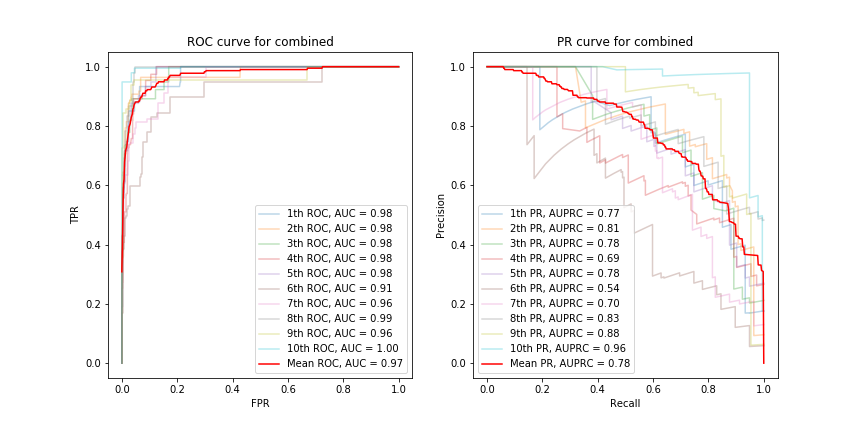 ROC curve for combined
1.0
0.8
0.6
0.4
0.2
0.0
TPR
0.0
0.2
0.4
0.6
0.8
1.0
FPR
1th ROC, AUC = 0.98
2th ROC, AUC = 0.98
3th ROC, AUC = 0.98
4th ROC, AUC = 0.98
5th ROC, AUC = 0.98
6th ROC, AUC = 0.91
7th ROC, AUC = 0.96
8th ROC, AUC = 0.99
9th ROC, AUC = 0.96
10th ROC, AUC = 1.00
Mean ROC, AUC = 0.97
PR curve for combined
1.0
0.8
0.6
0.4
0.2
0.0
Precision
0.0
0.2
0.4
0.6
0.8
1.0
Recall
1th PR, AUPRC = 0.77
2th PR, AUPRC = 0.81
3th PR, AUPRC = 0.78
4th PR, AUPRC = 0.69
5th PR, AUPRC = 0.78
6th PR, AUPRC = 0.54
7th PR, AUPRC = 0.70
8th PR, AUPRC = 0.83
9th PR, AUPRC = 0.88
10th PR, AUPRC = 0.96
Mean PR, AUPRC = 0.78